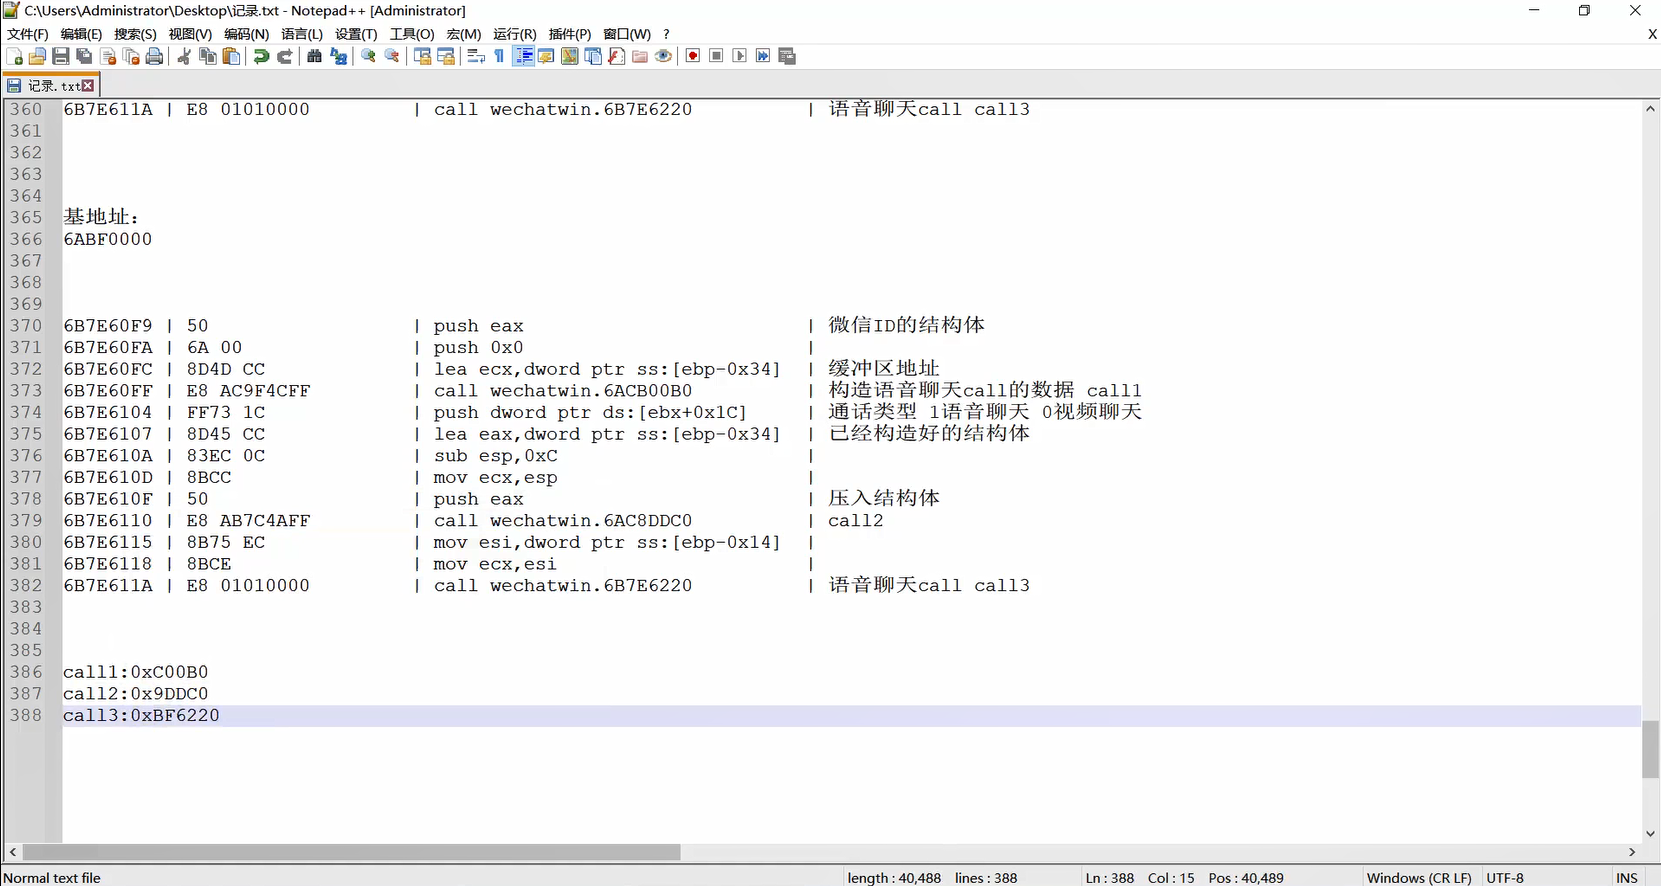 C:\Users\Administrator\Desktop\记录.txt - Notepad++ [Administrator]
文件(F) 编辑(E) 搜索(S) 视图(V) 编码(N) 语言(L) 设置(T) 工具(O) 宏(M) 运行(R) 插件(P) 窗口(W) ? X
记录.txt
360 6B7E611A | E8 01010000 | call wechatwin.6B7E6220 | 语音聊天call call3
361
362
363
364
365 基地址:
366 6ABF0000
367
368
369
370 6B7E60F9 | 50 | push eax | 微信ID的结构体
371 6B7E60FA | 6A 00 | push 0x0 |
372 6B7E60FC | 8D4D CC | lea ecx,dword ptr ss:[ebp-0x34] | 缓冲区地址
373 6B7E60FF | E8 AC9F4CFF | call wechatwin.6ACB00B0 | 构造语音聊天call的数据 call1
374 6B7E6104 | FF73 1C | push dword ptr ds:[ebx+0x1C] | 通话类型 1语音聊天 0视频聊天
375 6B7E6107 | 8D45 CC | lea eax,dword ptr ss:[ebp-0x34] | 已经构造好的结构体
376 6B7E610A | 83EC 0C | sub esp,0xC |
377 6B7E610D | 8BCC | mov ecx,esp |
378 6B7E610F | 50 | push eax | 压入结构体
379 6B7E6110 | E8 AB7C4AFF | call wechatwin.6AC8DDC0 | call2
380 6B7E6115 | 8B75 EC | mov esi,dword ptr ss:[ebp-0x14] |
381 6B7E6118 | 8BCE | mov ecx,esi |
382 6B7E611A | E8 01010000 | call wechatwin.6B7E6220 | 语音聊天call call3
383
384
385
386 call1:0xC00B0
387 call2:0x9DDC0
388 call3:0xBF6220
Normal text file length : 40,488 lines : 388 Ln : 388 Col : 15 Pos : 40,489 Windows (CR LF) UTF-8 INS